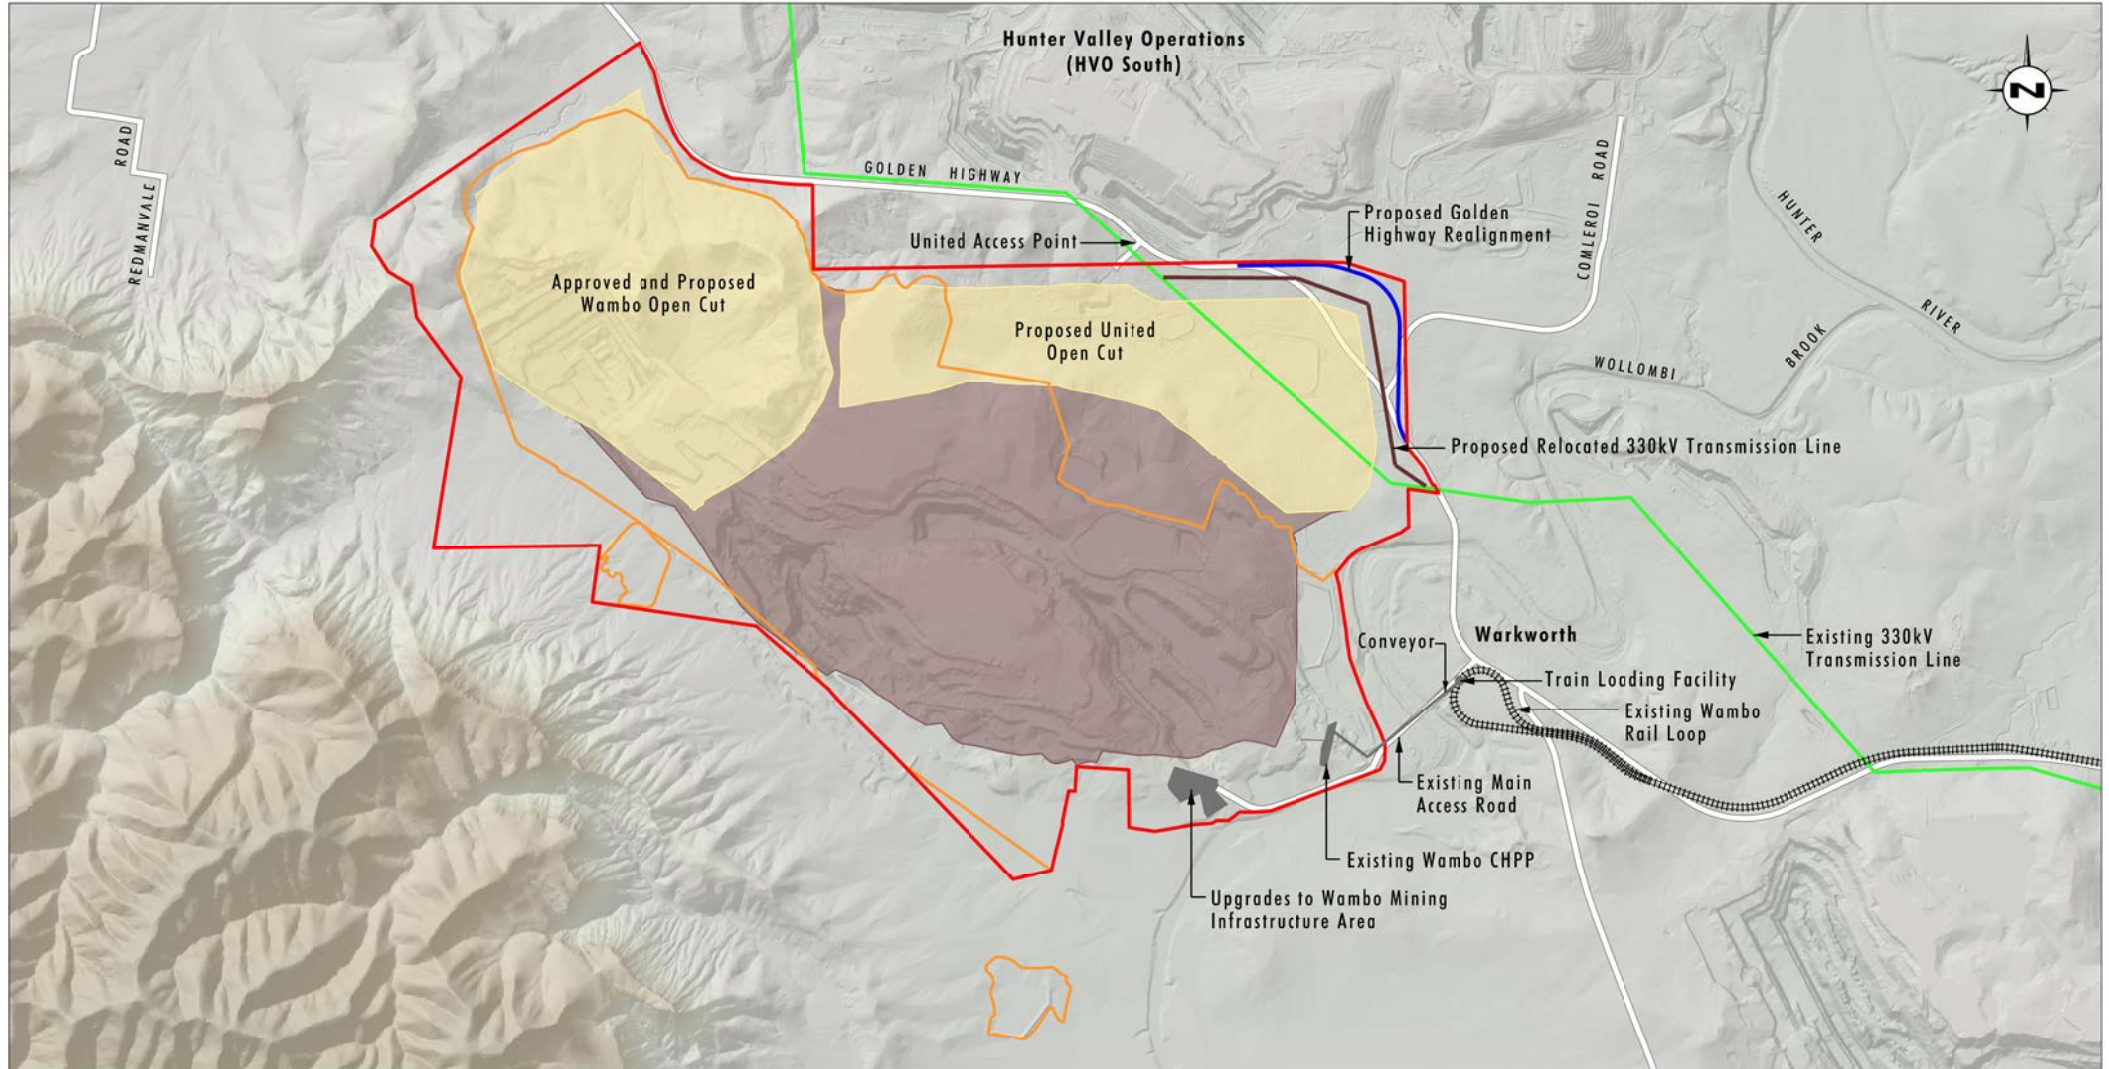 Hunter Valley Operations
(HVO South)
N
ROAD
REDMANVALE
GOLDEN HIGHWAY
COMLEROI ROAD
HUNTER
RIVER
Proposed Golden
Highway Realignment
United Access Point
Approved and Proposed
Wambo Open Cut
Proposed United
Open Cut
WOLLOMBI
BROOK
Proposed Relocated 330kV Transmission Line
Conveyor
Warkworth
Existing 330kV
Transmission Line
Train Loading Facility
Existing Wambo
Rail Loop
Existing Main
Access Road
Existing Wambo CHPP
Upgrades to Wambo Mining
Infrastructure Area